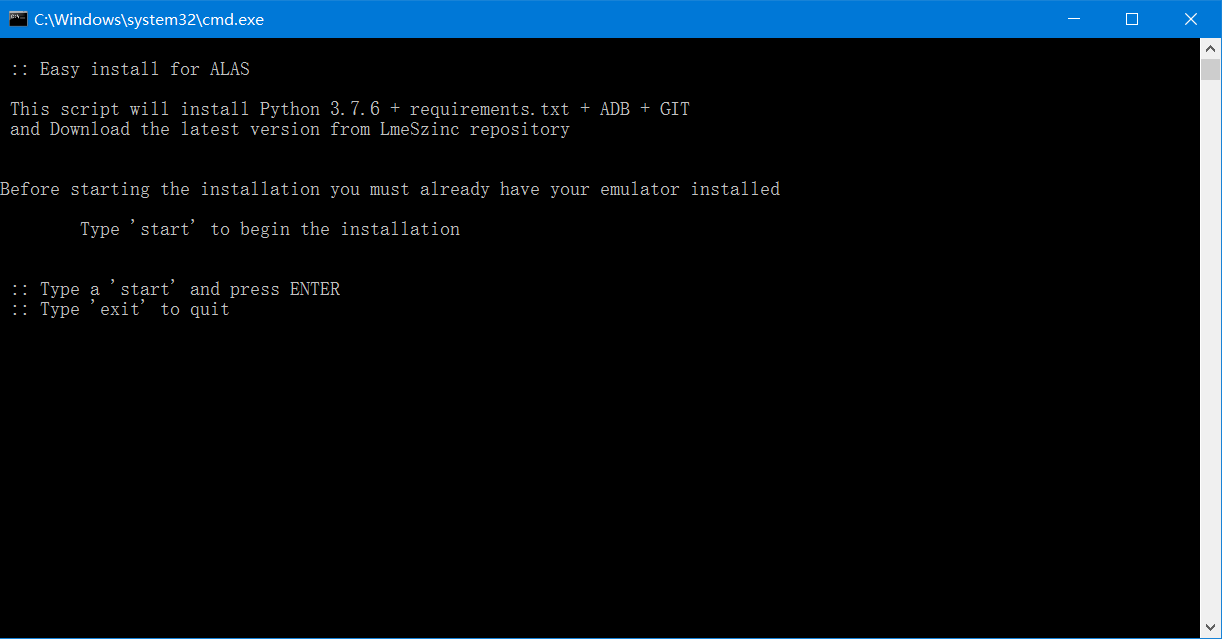 C:\Windows\system32\cmd.exe
:: Easy install for ALAS
This script will install Python 3.7.6 + requirements.txt + ADB + GIT
and Download the latest version from LmeSzinc repository
Before starting the installation you must already have your emulator installed
Type 'start' to begin the installation
:: Type a 'start' and press ENTER
:: Type 'exit' to quit